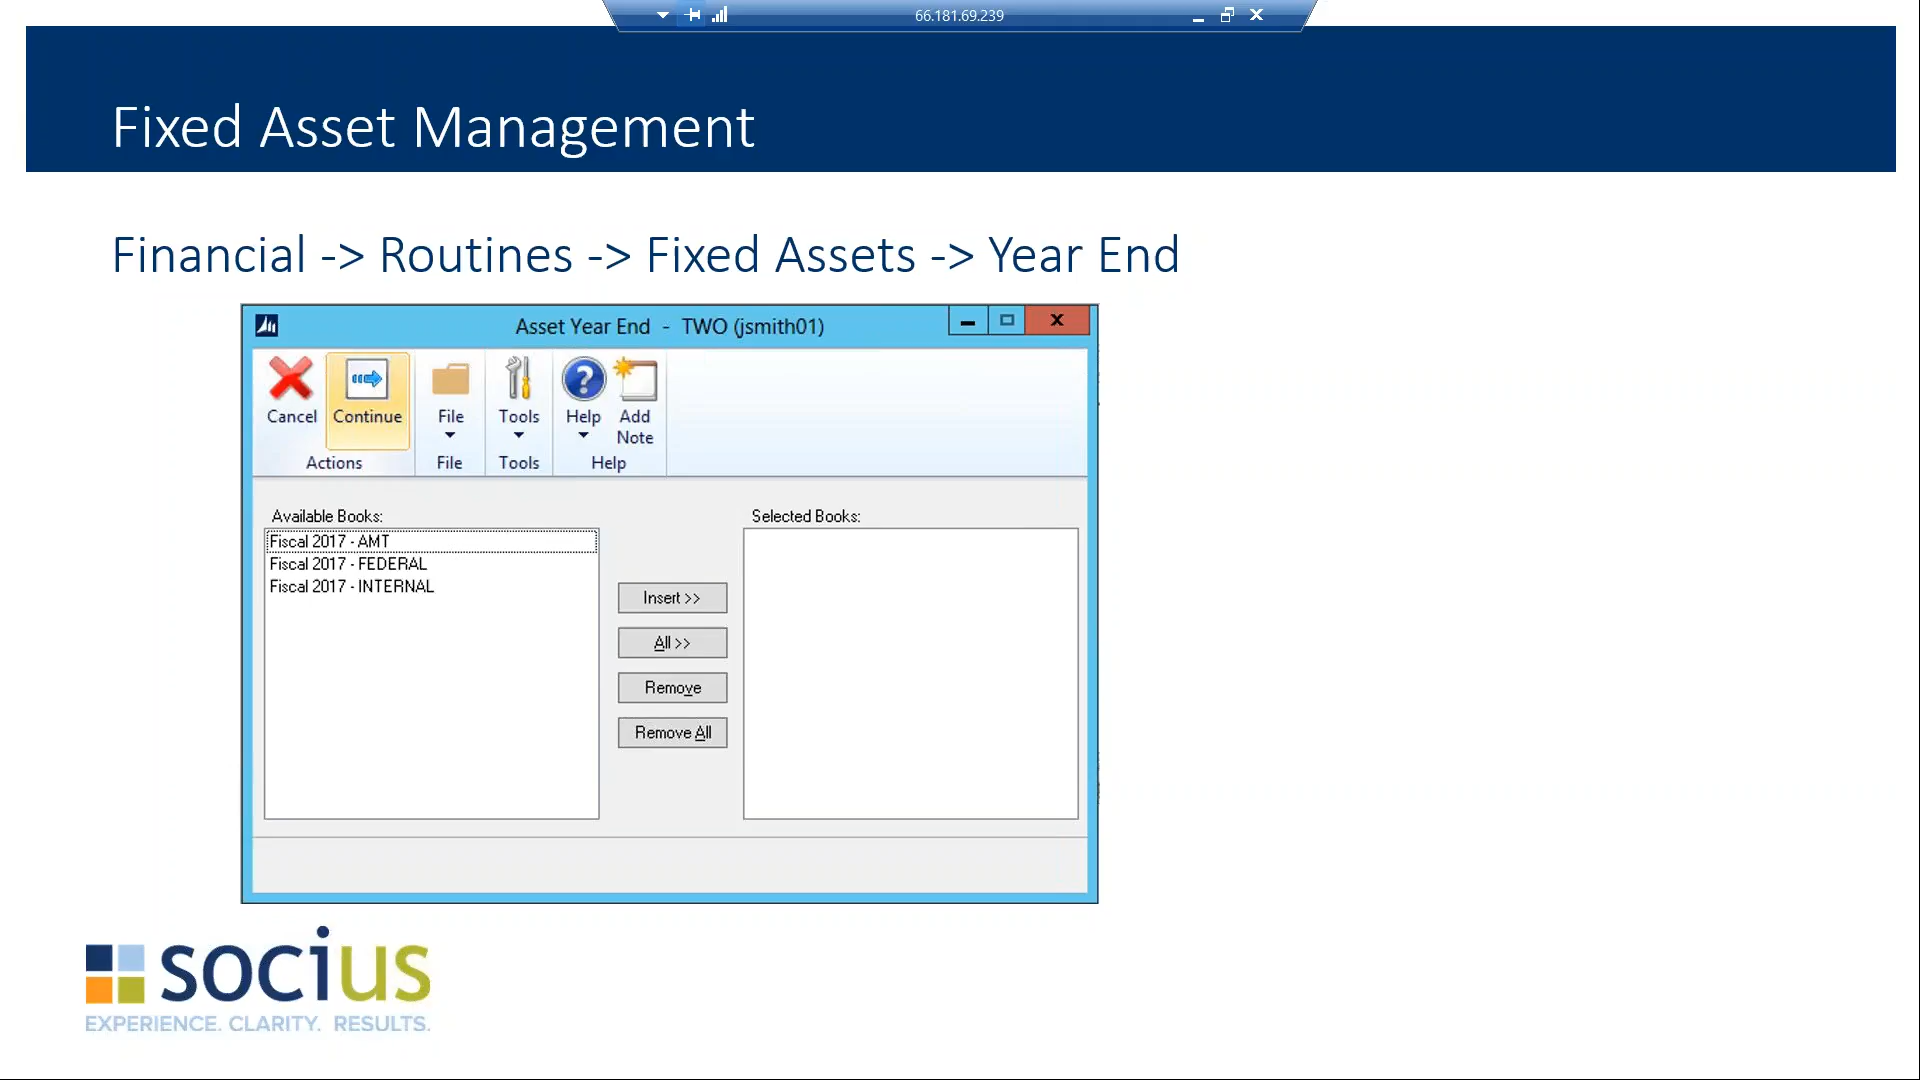 66.181.69.239
Fixed Asset Management
Financial -> Routines -> Fixed Assets -> Year End
Asset Year End - TWO (jsmith01)
Cancel Continue File Tools Help Add Note
Actions File Tools Help
Available Books: Selected Books:
Fiscal 2017 - AMT
Fiscal 2017 - FEDERAL
Fiscal 2017 - INTERNAL
Insert >>
All >>
Remove
Remove All
socius
EXPERIENCE. CLARITY. RESULTS.